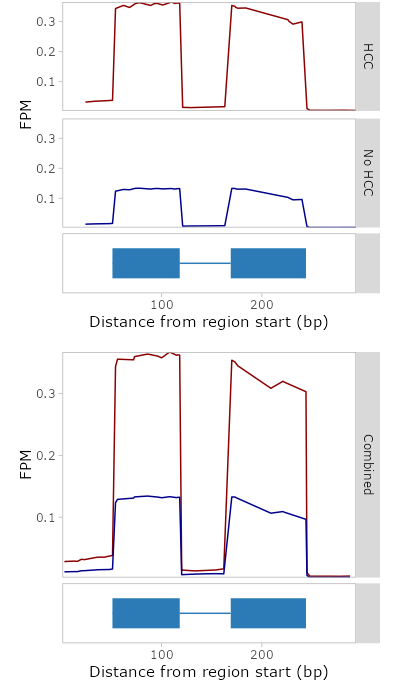 0.3
0.2
0.1
HCC
FPM
0.3
0.2
0.1
No HCC
100
200
Distance from region start (bp)
0.3
0.2
0.1
FPM
Combined
100
200
Distance from region start (bp)